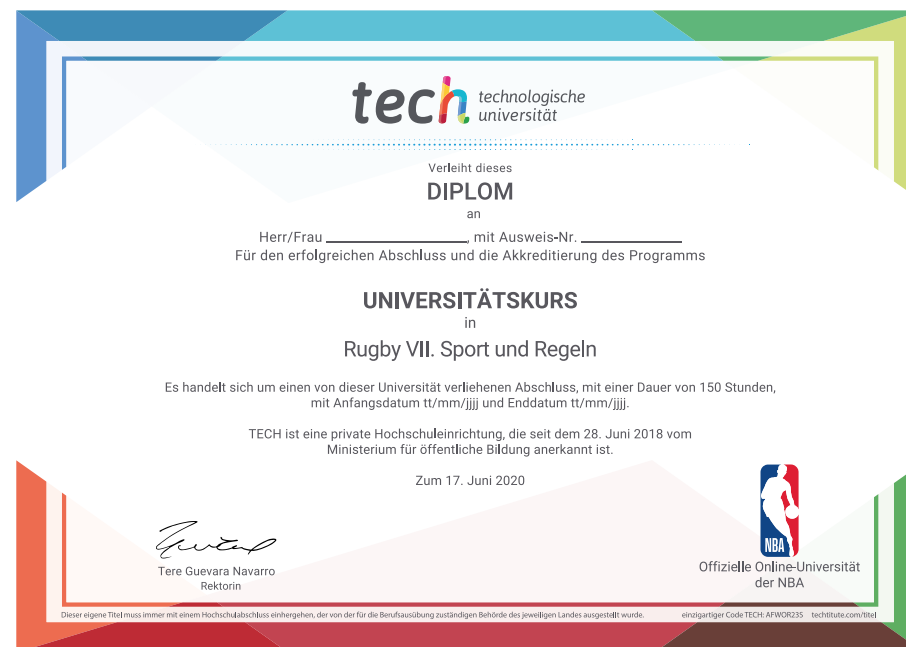 tech technologische
universität
Verleiht dieses
DIPLOM
an
Herr/Frau ____________________, mit Ausweis-Nr. ______________
Für den erfolgreichen Abschluss und die Akkreditierung des Programms
UNIVERSITÄTSKURS
in
Rugby VII. Sport und Regeln
Es handelt sich um einen von dieser Universität verliehenen Abschluss, mit einer Dauer von 150 Stunden,
mit Anfangsdatum tt/mm/jjjj und Enddatum tt/mm/jjjj.
TECH ist eine private Hochschuleinrichtung, die seit dem 28. Juni 2018 vom
Ministerium für öffentliche Bildung anerkannt ist.
Zum 17. Juni 2020
NBA
Tere Guevara Navarro
Rektorin
Offizielle Online-Universität
der NBA
Dieser eigene Titel muss immer mit einem Hochschulabschluss einhergehen, der von der für die Berufsausübung zuständigen Behörde des jeweiligen Landes ausgestellt wurde. einzigartiger Code TECH: AFWOR235 techtitute.com/titel